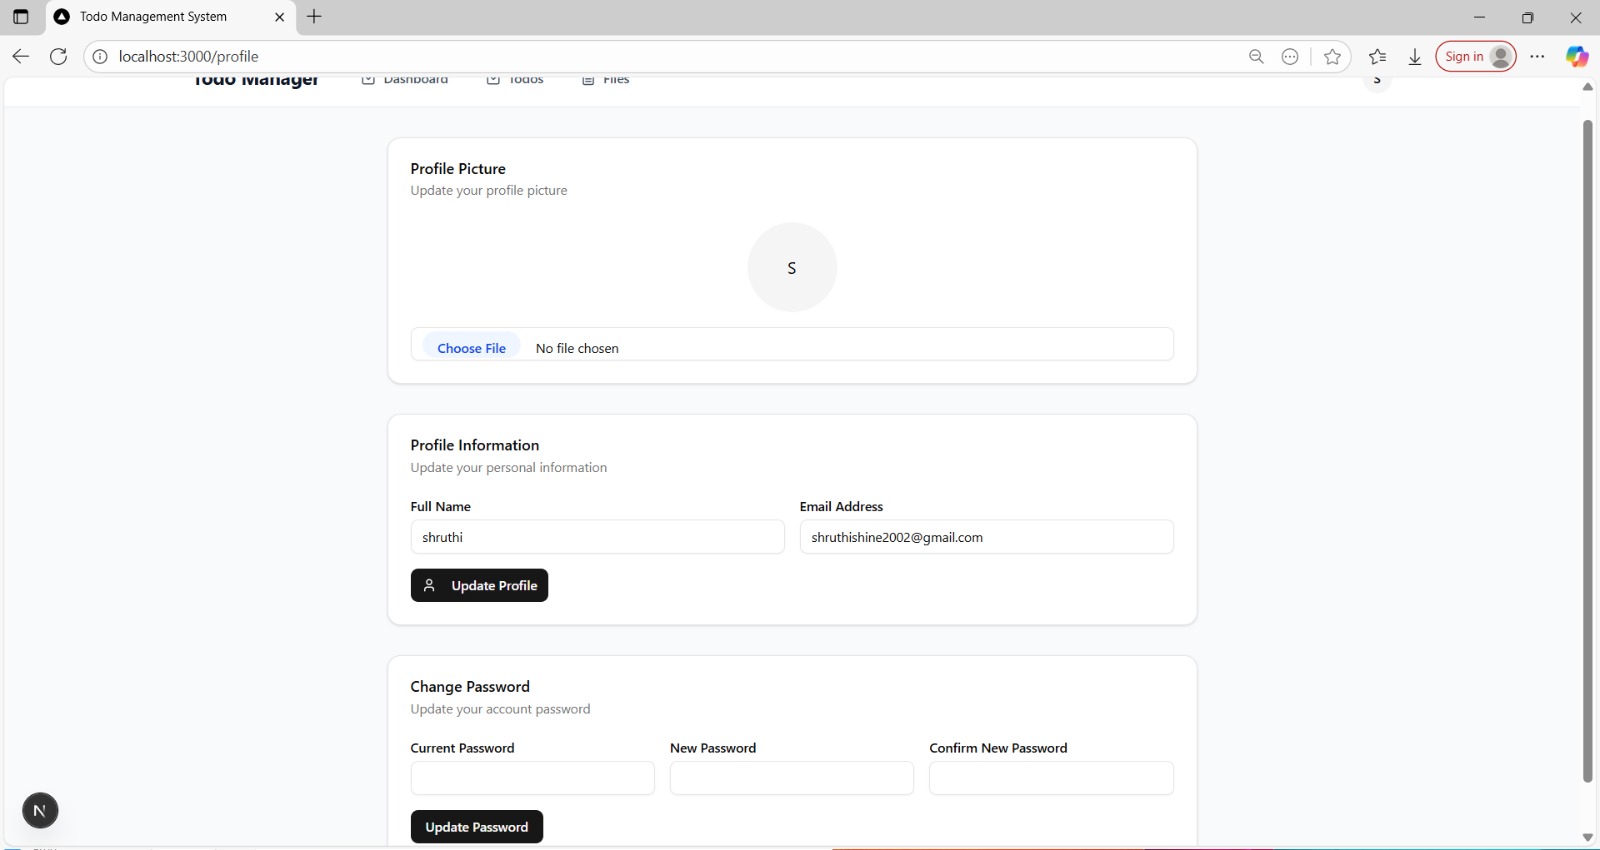 Todo Management System
localhost:3000/profile
Sign in
Todo Manager Dashboard Todos Files S
Profile Picture
Update your profile picture
S
Choose File No file chosen
Profile Information
Update your personal information
Full Name Email Address
shruthi shruthishine2002@gmail.com
Update Profile
Change Password
Update your account password
Current Password New Password Confirm New Password
N
Update Password